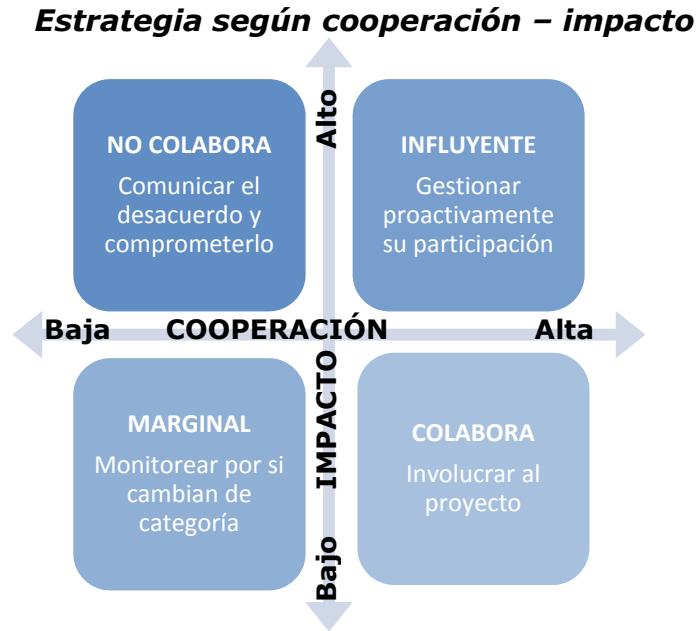 Estrategia según cooperación – impacto
Alto
NO COLABORA
Comunicar el
desacuerdo y
comprometerlo
INFLUYENTE
Gestionar
proactivamente
su participación
Baja
COOPERACIÓN
Alta
IMPACTO
MARGINAL
Monitorear por si
cambian de
categoría
COLABORA
Involucrar al
proyecto
Bajo